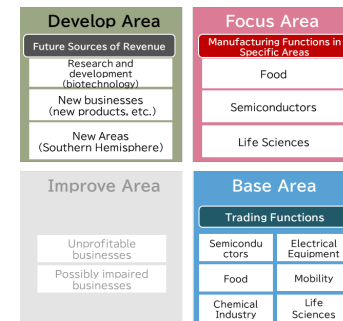 Develop Area
Future Sources of Revenue
Research and
development
(biotechnology)
New businesses
(new products, etc.)
New Areas
(Southern Hemisphere)
Focus Area
Manufacturing Functions in
Specific Areas
Food
Semiconductors
Life Sciences
Improve Area
Unprofitable
businesses
Possibly impaired
businesses
Base Area
Trading Functions
Semicondu
ctors
Electrical
Equipment
Food
Mobility
Chemical
Industry
Life
Sciences